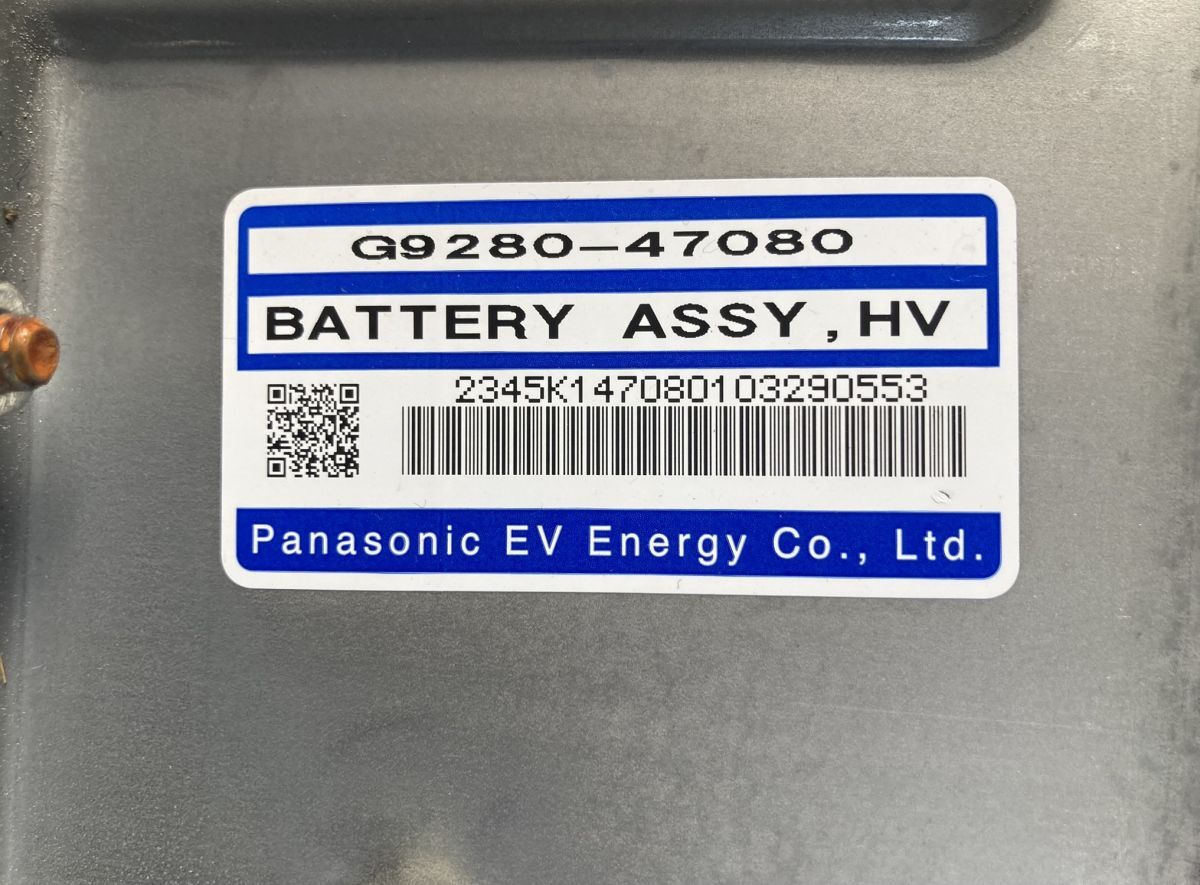 G9280-47080
BATTERY ASSY,HV
2345K147080103290553
Panasonic EV Energy Co., Ltd.